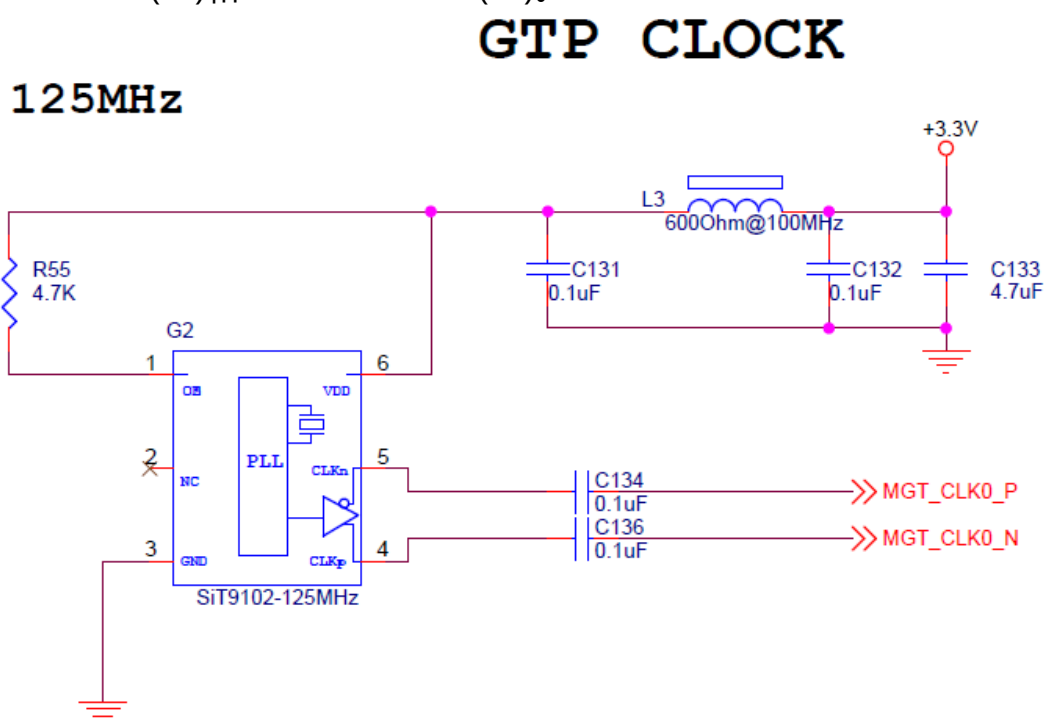 GTP CLOCK
125MHz
+3.3V
L3
600Ohm@100MHz
R55
4.7K
C131
0.1uF
C132
0.1uF
C133
4.7uF
G2
1
6
OE
VDD
2
5
PLL
CLKn
NC
C134
0.1uF
MGT_CLK0_P
C136
0.1uF
MGT_CLK0_N
3
4
GND
CLKp
SiT9102-125MHz